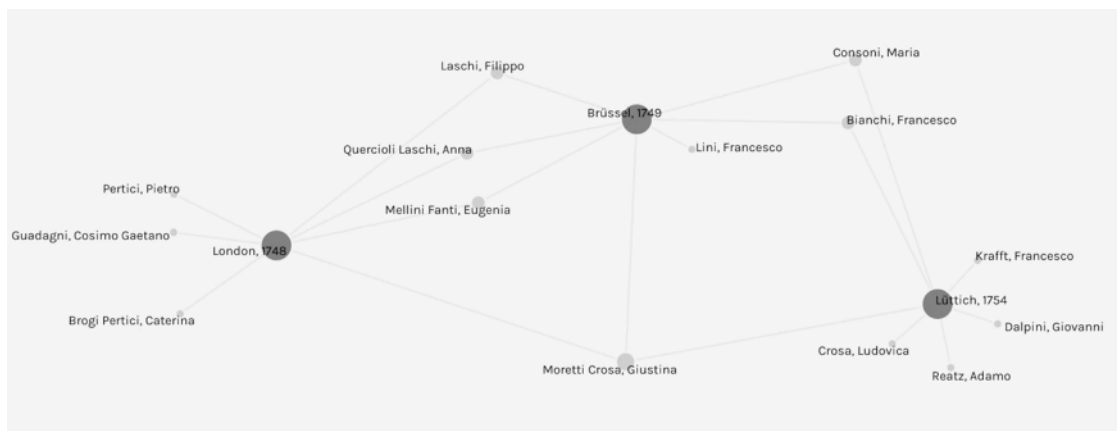 Consoni, Maria
Laschi, Filippo
Brüssel, 1749
Bianchi, Francesco
Quercioli Laschi, Anna
Lini, Francesco
Pertici, Pietro
Mellini Fanti, Eugenia
Guadagni, Cosimo Gaetano
London, 1748
Krafft, Francesco
Lüttich, 1754
Brogi Pertici, Caterina
Dalpini, Giovanni
Crosa, Ludovica
Moretti Crosa, Giustina
Reatz, Adamo